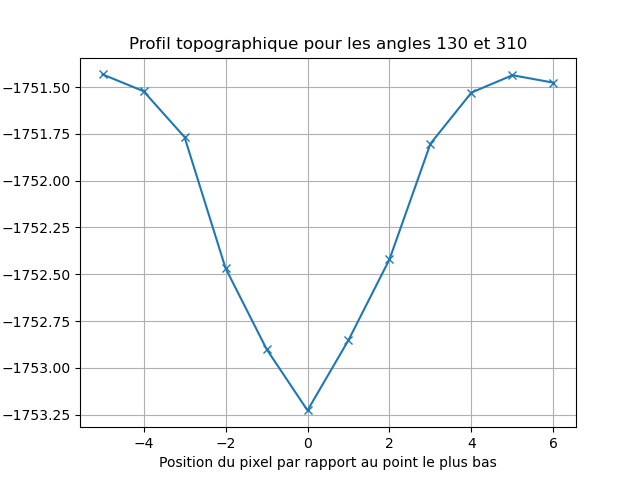 Profil topographique pour les angles 130 et 310
−1751.50
−1751.75
−1752.00
−1752.25
−1752.50
−1752.75
−1753.00
−1753.25
−4 −2 0 2 4 6
Position du pixel par rapport au point le plus bas